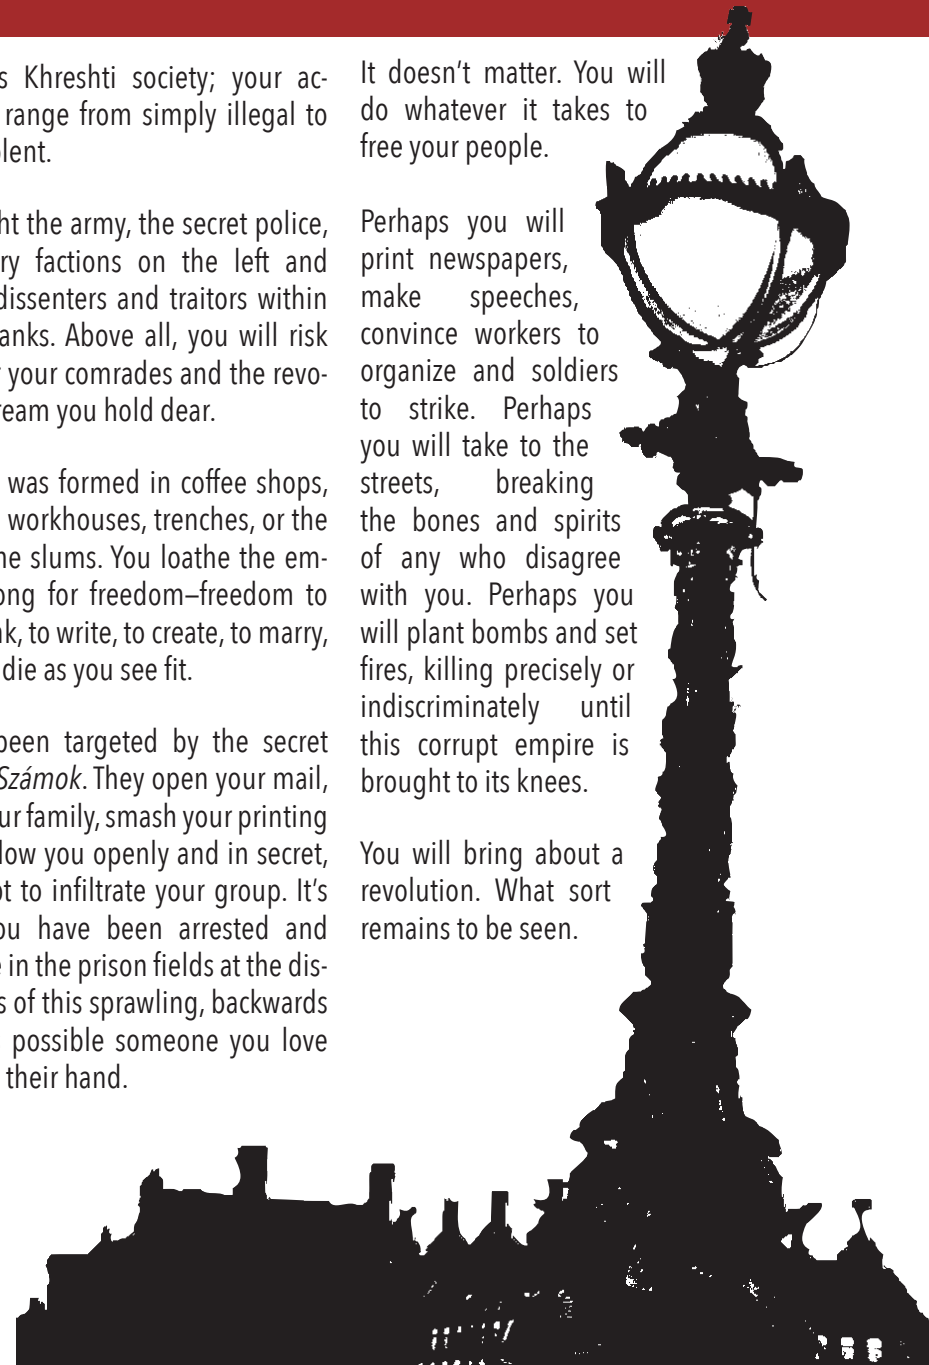 s Khreshti society; your ac-
range from simply illegal to
lent.
ht the army, the secret police,
ry factions on the left and
dissenters and traitors within
anks. Above all, you will risk
your comrades and the revo-
ream you hold dear.
was formed in coffee shops,
workhouses, trenches, or the
ne slums. You loathe the em-
ong for freedom—freedom to
nk, to write, to create, to marry,
die as you see fit.
been targeted by the secret
Számok. They open your mail,
ur family, smash your printing
low you openly and in secret,
pt to infiltrate your group. It's
ou have been arrested and
e in the prison fields at the dis-
s of this sprawling, backwards
possible someone you love
their hand.
It doesn't matter. You will
do whatever it takes to
free your people.
Perhaps you will
print newspapers,
make speeches,
convince workers to
organize and soldiers
to strike. Perhaps
you will take to the
streets, breaking
the bones and spirits
of any who disagree
with you. Perhaps you
will plant bombs and set
fires, killing precisely or
indiscriminately until
this corrupt empire is
brought to its knees.
You will bring about a
revolution. What sort
remains to be seen.